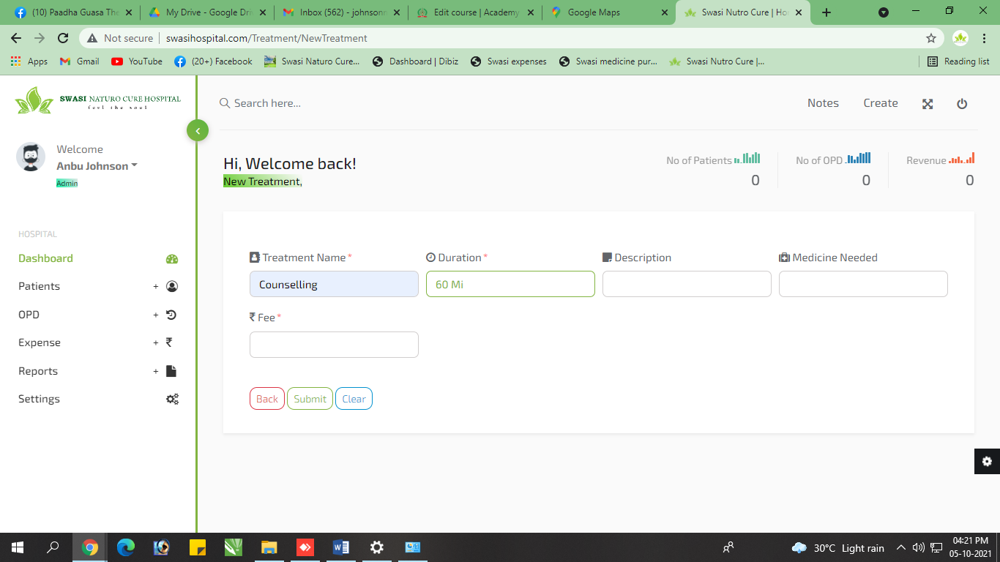 (10) Paadha Guasa The
My Drive - Google Dri
Inbox (562) - johnsonn
Edit course | Academy
Google Maps
Swasi Nutro Cure | Ho
Not secure
swasihospital.com/Treatment/NewTreatment
Apps
Gmail
YouTube
(20+) Facebook
Swasi Naturo Cure...
Dashboard | Dibiz
Swasi expenses
Swasi medicine pur...
Swasi Nutro Cure |...
Reading list
SWASI NATURO CURE HOSPITAL
feel the soul
Search here...
Notes
Create
Welcome
Anbu Johnson
Admin
Hi, Welcome back!
New Treatment,
No of Patients
0
No of OPD
0
Revenue
0
HOSPITAL
Dashboard
Patients +
OPD +
Expense + ₹
Reports +
Settings
Treatment Name*
Counselling
Duration*
60 Mi
Description
Medicine Needed
₹ Fee*
Back
Submit
Clear
30°C Light rain
04:21 PM
05-10-2021